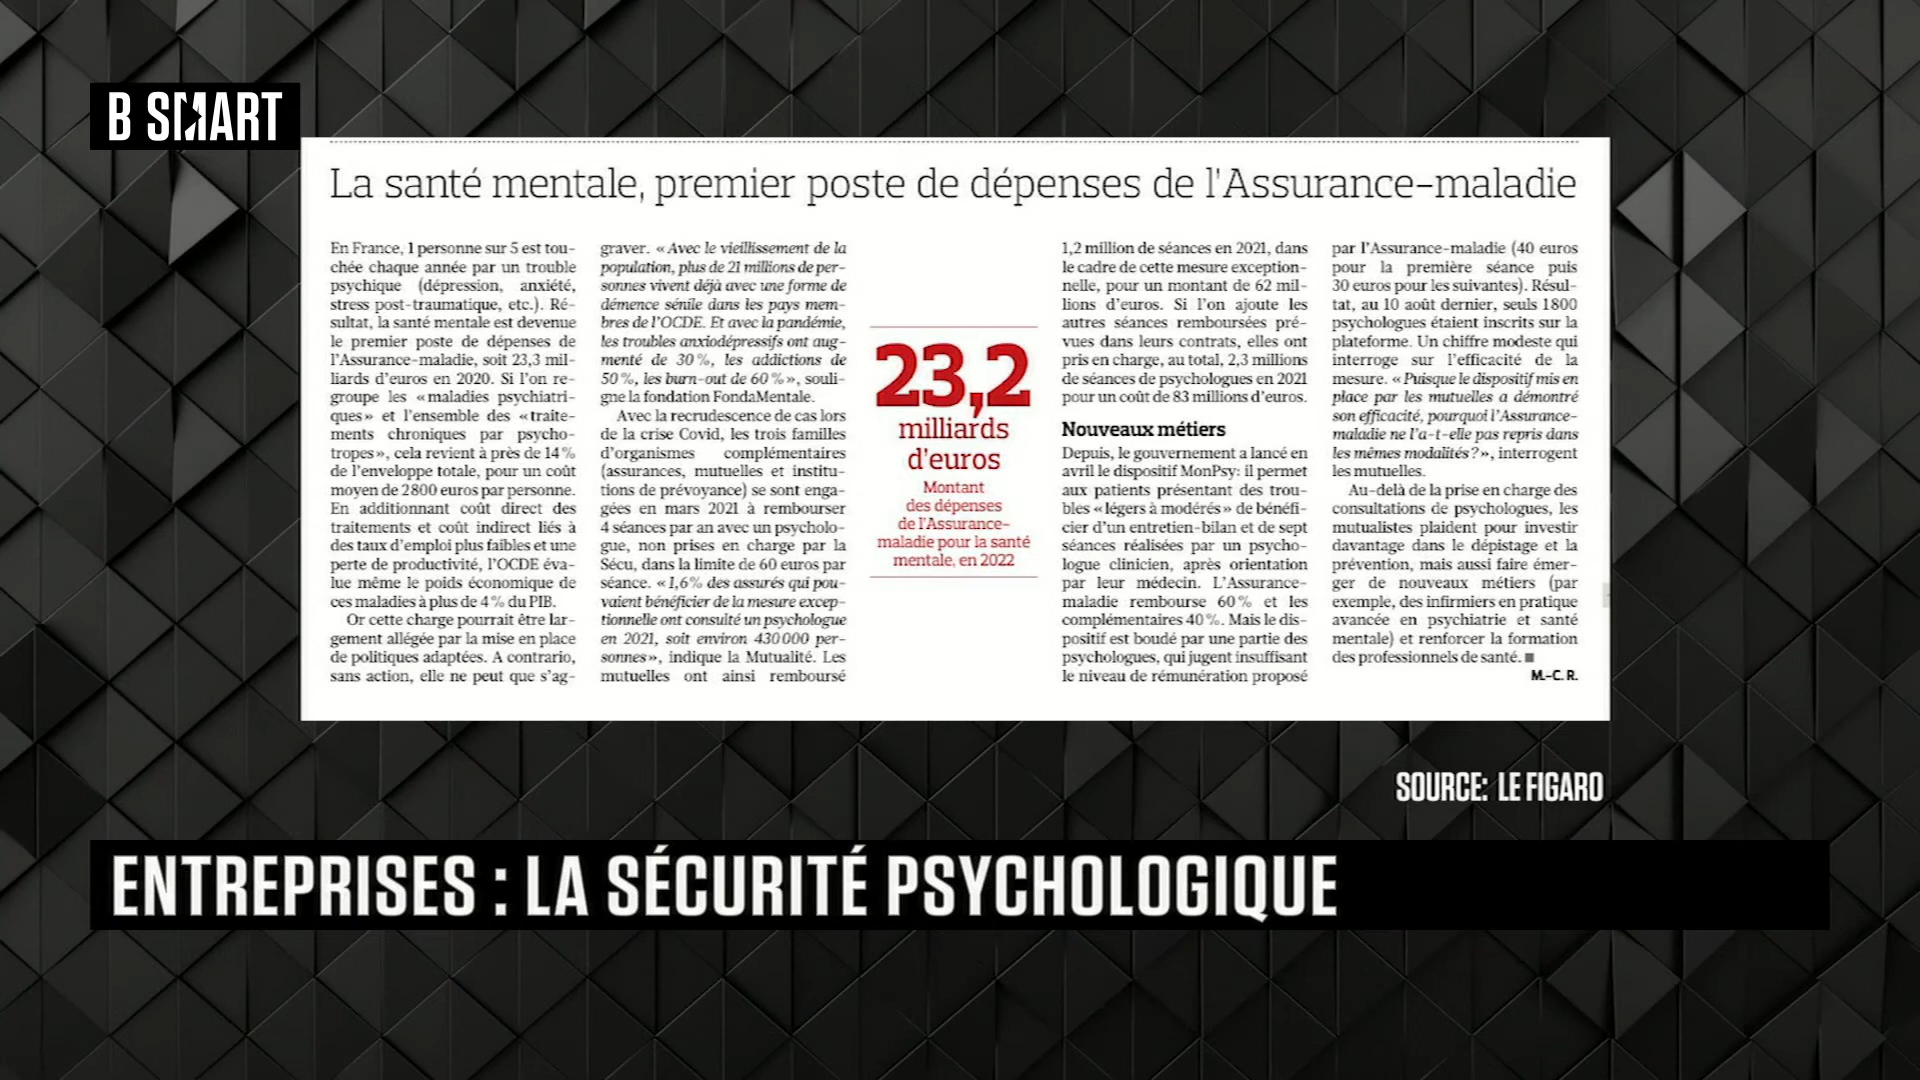 B SMART
La santé mentale, premier poste de dépenses de l'Assurance-maladie
En France, 1 personne sur 5 est tou-
chée chaque année par un trouble
psychique (dépression, anxiété,
stress post-traumatique, etc.). Ré-
sultat, la santé mentale est devenue
le premier poste de dépenses de
l'Assurance-maladie, soit 23,3 mil-
liards d'euros en 2020. Si l'on re-
groupe les «maladies psychiatri-
ques» et l'ensemble des «traite-
ments chroniques par psycho-
tropes», cela revient à près de 14%
de l'enveloppe totale, pour un coût
moyen de 2800 euros par personne.
En additionnant coût direct des
traitements et coût indirect liés à
des taux d'emploi plus faibles et une
perte de productivité, l'OCDE éva-
lue même le poids économique de
ces maladies à plus de 4% du PIB.
Or cette charge pourrait être lar-
gement allégée par la mise en place
de politiques adaptées. A contrario,
sans action, elle ne peut que s'ag-
graver. «Avec le vieillissement de la
population, plus de 21 millions de per-
sonnes vivent déjà avec une forme de
démence sénile dans les pays mem-
bres de l'OCDE. Et avec la pandémie,
les troubles anxiodépressifs ont aug-
menté de 30%, les addictions de
50%, les burn-out de 60%», souli-
gne la fondation FondaMentale.
Avec la recrudescence de cas lors
de la crise Covid, les trois familles
d'organismes complémentaires
(assurances, mutuelles et institu-
tions de prévoyance) se sont enga-
gées en mars 2021 à rembourser
4 séances par an avec un psycholo-
gue, non prises en charge par la
Sécu, dans la limite de 60 euros par
séance. «1,6% des assurés qui pou-
vaient bénéficier de la mesure excep-
tionnelle ont consulté un psychologue
en 2021, soit environ 430000 per-
sonnes», indique la Mutualité. Les
mutuelles ont ainsi remboursé
23,2
milliards
d'euros
Montant
des dépenses
de l'Assurance-
maladie pour la santé
mentale, en 2022
1,2 million de séances en 2021, dans
le cadre de cette mesure exception-
nelle, pour un montant de 62 mil-
lions d'euros. Si l'on ajoute les
autres séances remboursées pré-
vues dans leurs contrats, elles ont
pris en charge, au total, 2,3 millions
de séances de psychologues en 2021
pour un coût de 83 millions d'euros.
Nouveaux métiers
Depuis, le gouvernement a lancé en
avril le dispositif MonPsy: il permet
aux patients présentant des trou-
bles «légers à modérés» de bénéfi-
cier d'un entretien-bilan et de sept
séances réalisées par un psycho-
logue clinicien, après orientation
par leur médecin. L'Assurance-
maladie rembourse 60% et les
complémentaires 40%. Mais le dis-
positif est boudé par une partie des
psychologues, qui jugent insuffisant
le niveau de rémunération proposé
par l'Assurance-maladie (40 euros
pour la première séance puis
30 euros pour les suivantes). Résul-
tat, au 10 août dernier, seuls 1800
psychologues étaient inscrits sur la
plateforme. Un chiffre modeste qui
interroge sur l'efficacité de la
mesure. «Puisque le dispositif mis en
place par les mutuelles a démontré
son efficacité, pourquoi l'Assurance-
maladie ne l'a-t-elle pas repris dans
les mêmes modalités?», interrogent
les mutuelles.
Au-delà de la prise en charge des
consultations de psychologues, les
mutualistes plaident pour investir
davantage dans le dépistage et la
prévention, mais aussi faire émer-
ger de nouveaux métiers (par
exemple, des infirmiers en pratique
avancée en psychiatrie et santé
mentale) et renforcer la formation
des professionnels de santé. ■
M.-C. R.
SOURCE: LE FIGARO
ENTREPRISES : LA SÉCURITÉ PSYCHOLOGIQUE